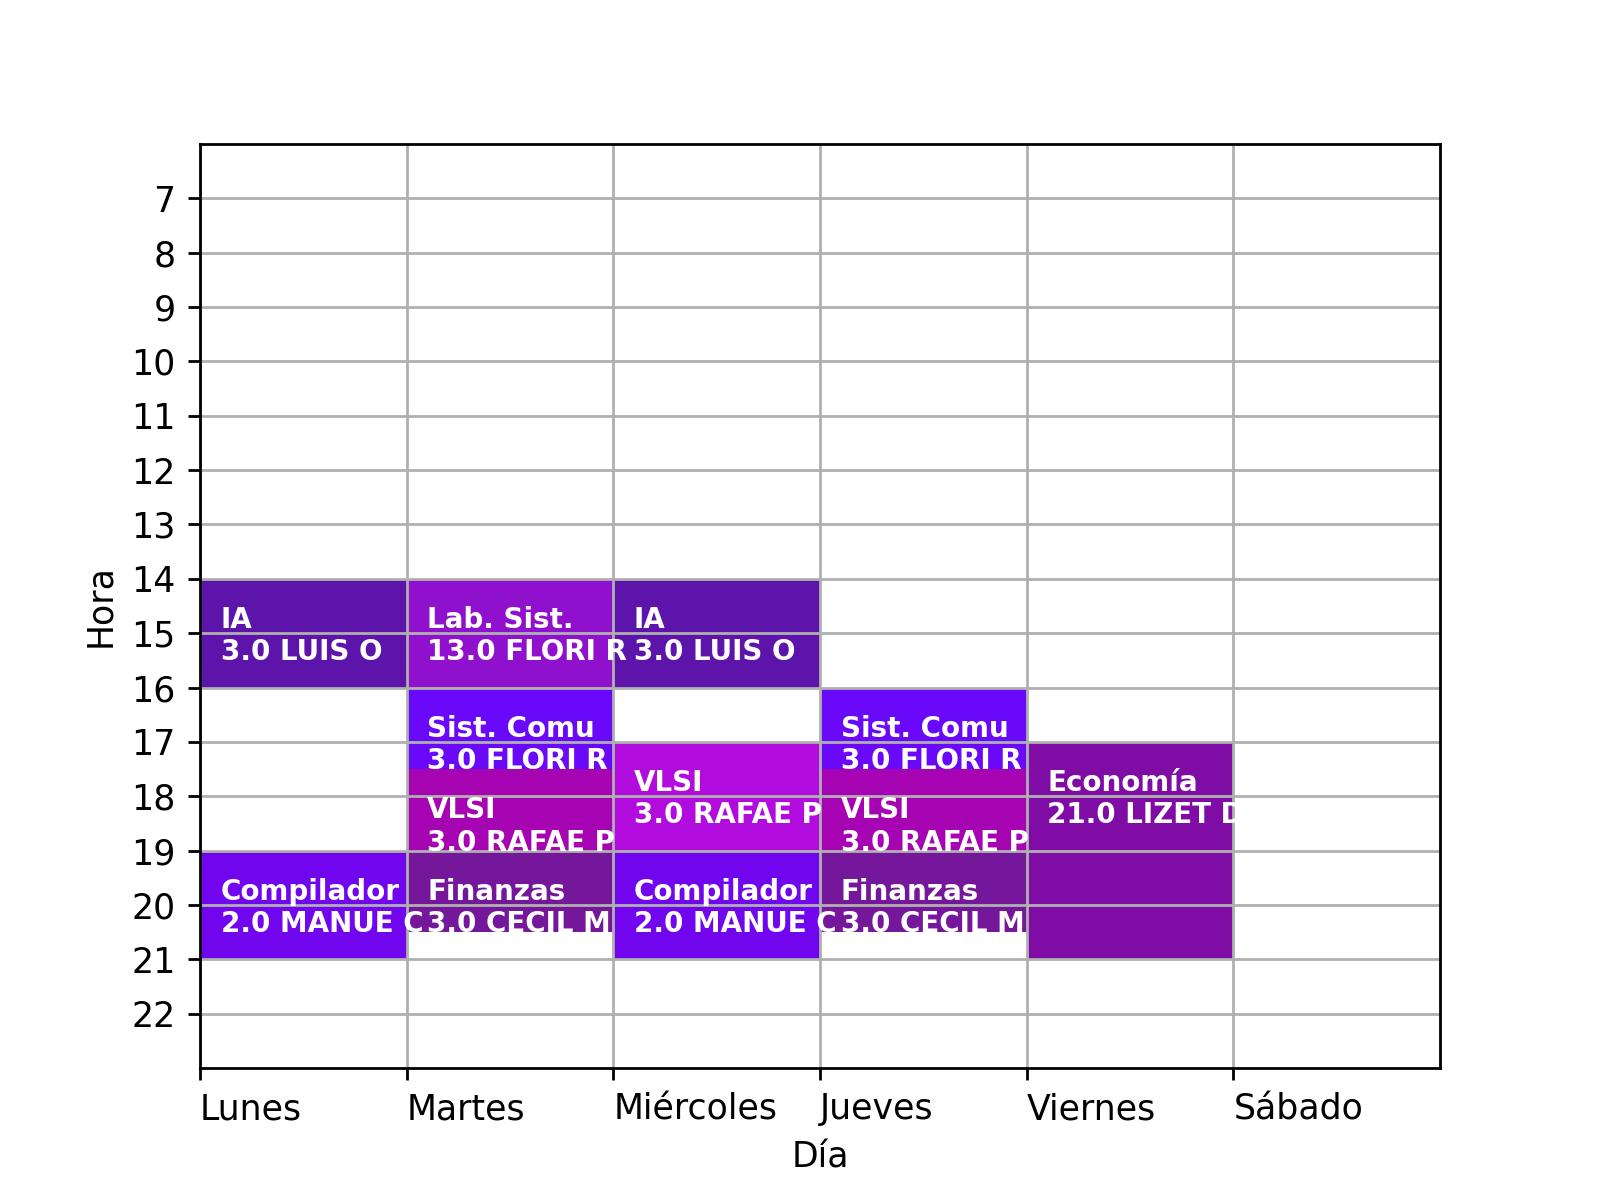 7
8
9
10
11
12
13
14
15
16
17
18
19
20
21
22
Hora
IA
3.0 LUIS O
Compilador
2.0 MANUE C
Lab. Sist.
13.0 FLORI R
Sist. Comu
3.0 FLORI R
VLSI
3.0 RAFAE P
Finanzas
3.0 CECIL M
IA
3.0 LUIS O
VLSI
3.0 RAFAE P
Compilador
2.0 MANUE C
Sist. Comu
3.0 FLORI R
VLSI
3.0 RAFAE P
Finanzas
3.0 CECIL M
Economía
21.0 LIZET D
Lunes Martes Miércoles Jueves Viernes Sábado
Día